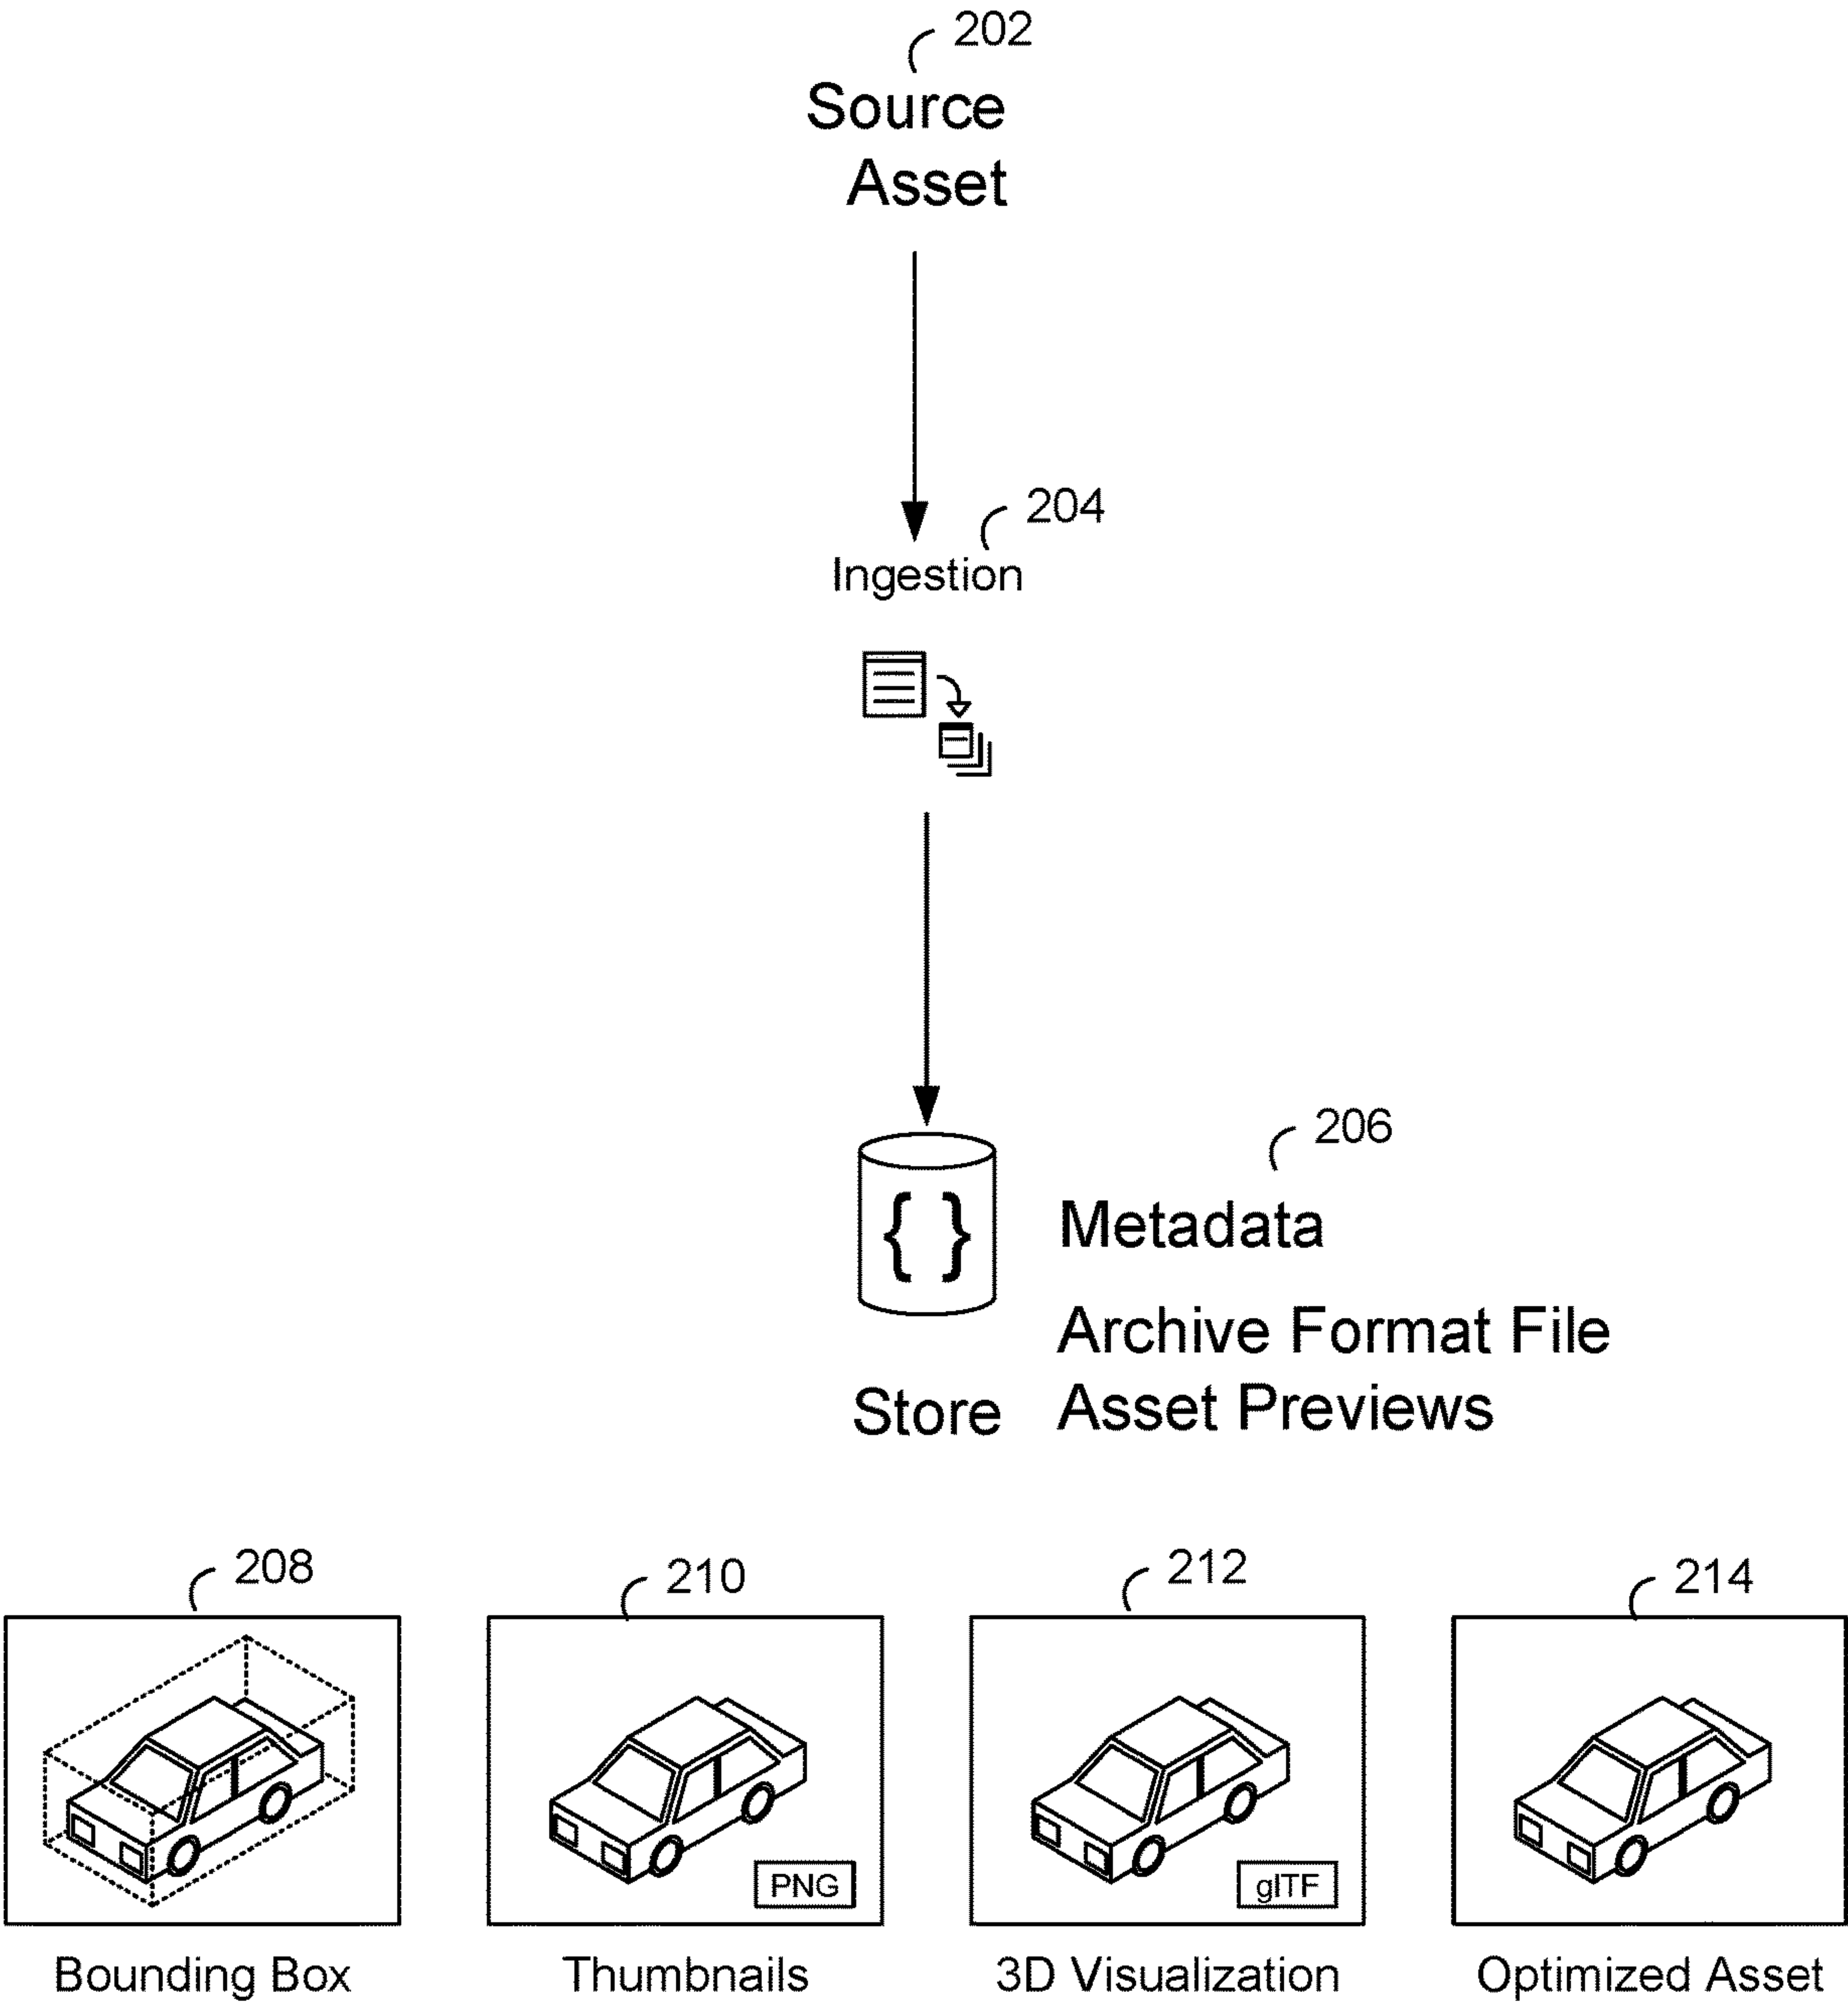 202
Source
Asset
204
Ingestion
206
{ }
Metadata
Archive Format File
Store
Asset Previews
208
210
212
214
PNG
glTF
Bounding Box
Thumbnails
3D Visualization
Optimized Asset